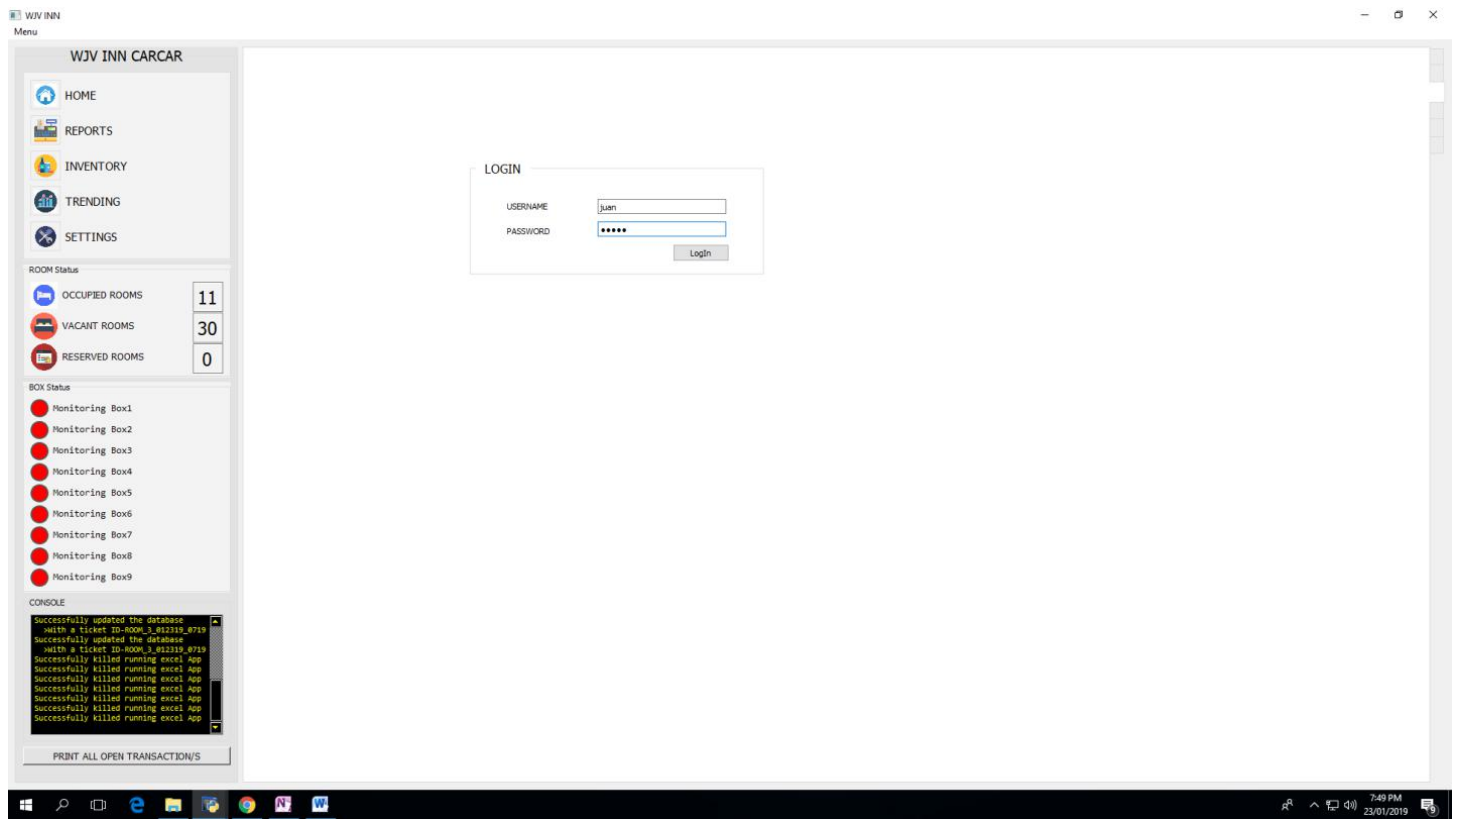 WJV INN
Menu
WJV INN CARCAR
HOME
REPORTS
INVENTORY
TRENDING
SETTINGS
ROOM Status
OCCUPIED ROOMS 11
VACANT ROOMS 30
RESERVED ROOMS 0
BOX Status
Monitoring Box1
Monitoring Box2
Monitoring Box3
Monitoring Box4
Monitoring Box5
Monitoring Box6
Monitoring Box7
Monitoring Box8
Monitoring Box9
CONSOLE
Successfully updated the database
>With a ticket ID-ROOM_3_012319_0719
Successfully updated the database
>With a ticket ID-ROOM_3_012319_0719
Successfully killed running excel App
Successfully killed running excel App
Successfully killed running excel App
Successfully killed running excel App
Successfully killed running excel App
Successfully killed running excel App
Successfully killed running excel App
PRINT ALL OPEN TRANSACTION/S
LOGIN
USERNAME juan
PASSWORD •••••
LogIn
7:49 PM
23/01/2019
9